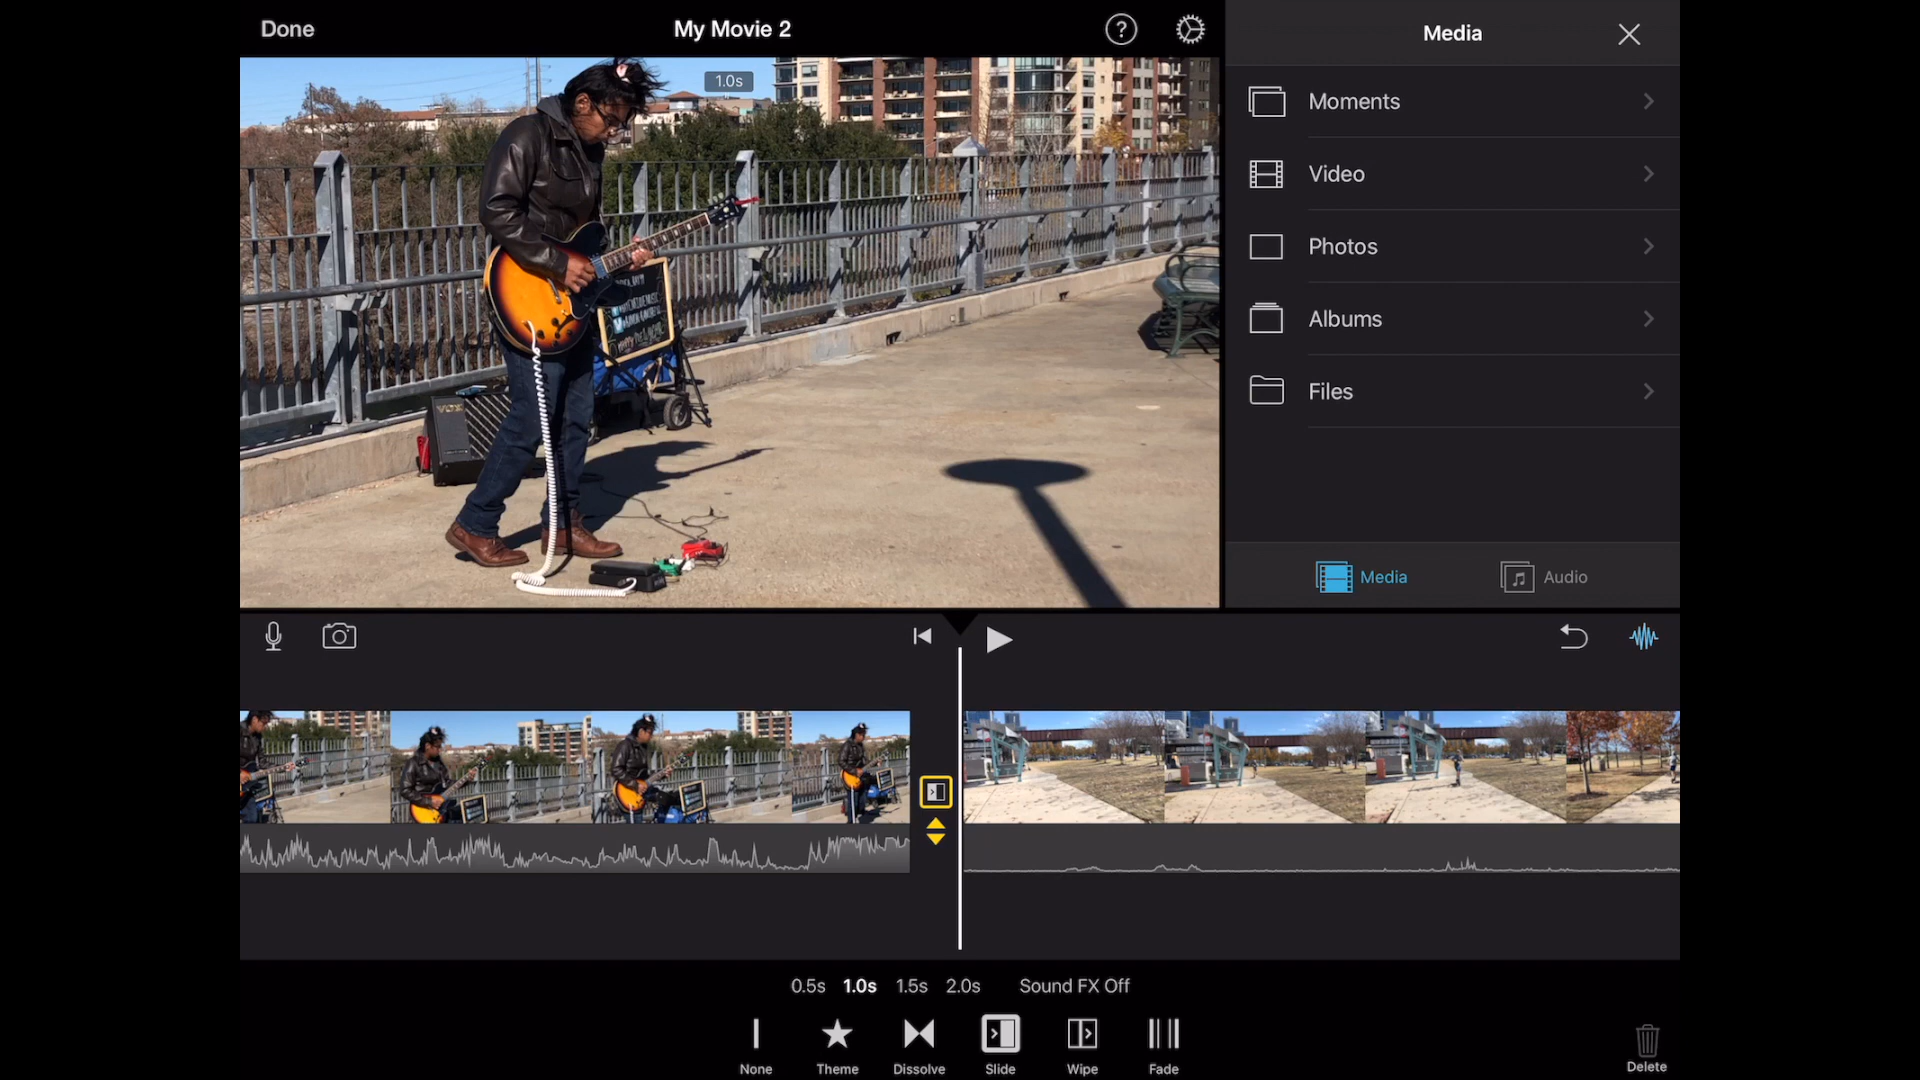 Done
My Movie 2
?
Media
1.0s
Moments
Video
Photos
Albums
Files
VOX
Media
Audio
0.5s 1.0s 1.5s 2.0s Sound FX Off
None
Theme
Dissolve
Slide
Wipe
Fade
Delete